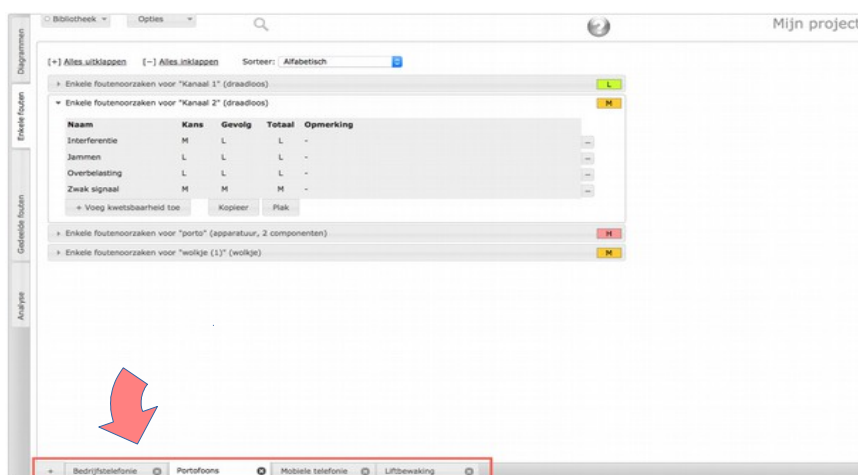 Bibliotheek Opties ? Mijn project
Diagrammen
Enkele fouten
Gedeelde fouten
Analyse
[+] Alles uitklappen [−] Alles inklappen Sorteer: Alfabetisch
Enkele foutenoorzaken voor "Kanaal 1" (draadloos) L
Enkele foutenoorzaken voor "Kanaal 2" (draadloos) M
Naam Kans Gevolg Totaal Opmerking
Interferentie M L L -
Jammen L L L -
Overbelasting L L L -
Zwak signaal M M M -
+ Voeg kwetsbaarheid toe Kopieer Plak
Enkele foutenoorzaken voor "porto" (apparatuur, 2 componenten) H
Enkele foutenoorzaken voor "wolkje (1)" (wolkje) M
+ Bedrijfstelefonie Portofoons Mobiele telefonie Liftbewaking